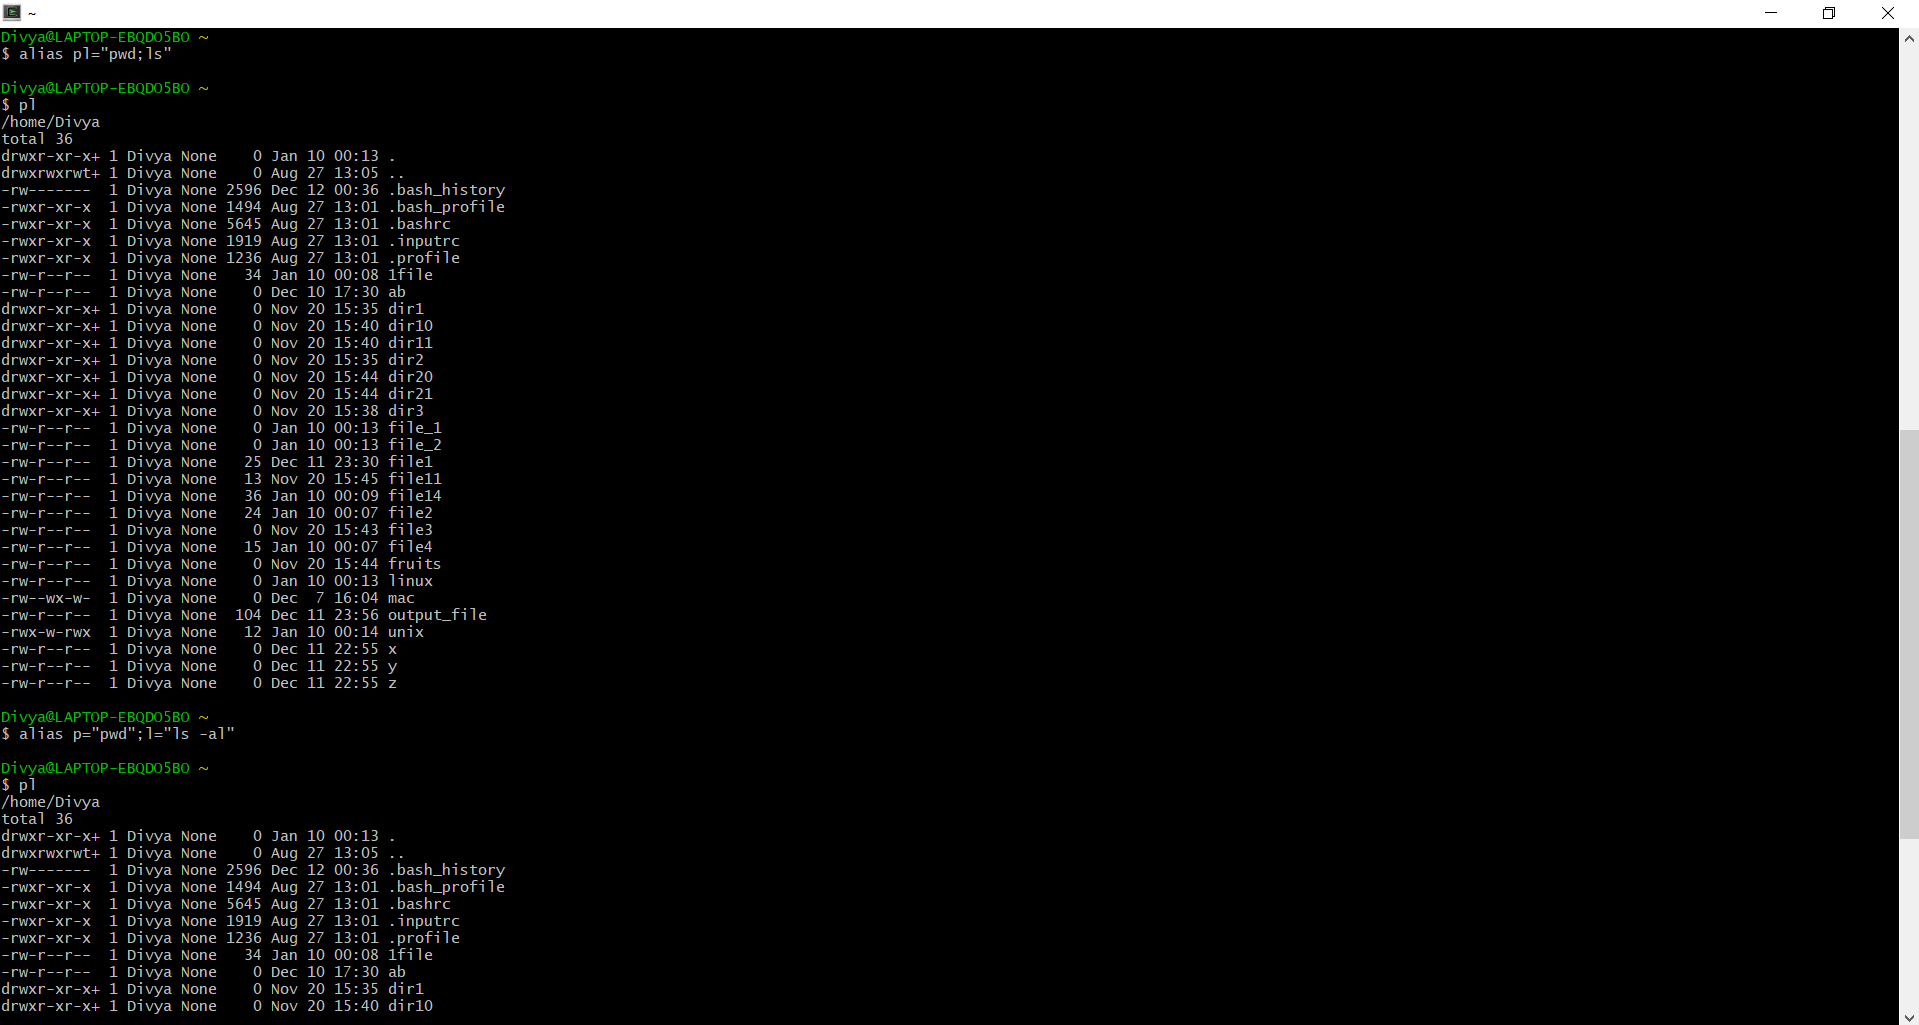 ~
Divya@LAPTOP-EBQDO5BO ~
$ alias pl="pwd;ls"
Divya@LAPTOP-EBQDO5BO ~
$ pl
/home/Divya
total 36
drwxr-xr-x+ 1 Divya None    0 Jan 10 00:13 .
drwxrwxrwt+ 1 Divya None    0 Aug 27 13:05 ..
-rw-------  1 Divya None 2596 Dec 12 00:36 .bash_history
-rwxr-xr-x  1 Divya None 1494 Aug 27 13:01 .bash_profile
-rwxr-xr-x  1 Divya None 5645 Aug 27 13:01 .bashrc
-rwxr-xr-x  1 Divya None 1919 Aug 27 13:01 .inputrc
-rwxr-xr-x  1 Divya None 1236 Aug 27 13:01 .profile
-rw-r--r--  1 Divya None   34 Jan 10 00:08 1file
-rw-r--r--  1 Divya None    0 Dec 10 17:30 ab
drwxr-xr-x+ 1 Divya None    0 Nov 20 15:35 dir1
drwxr-xr-x+ 1 Divya None    0 Nov 20 15:40 dir10
drwxr-xr-x+ 1 Divya None    0 Nov 20 15:40 dir11
drwxr-xr-x+ 1 Divya None    0 Nov 20 15:35 dir2
drwxr-xr-x+ 1 Divya None    0 Nov 20 15:44 dir20
drwxr-xr-x+ 1 Divya None    0 Nov 20 15:44 dir21
drwxr-xr-x+ 1 Divya None    0 Nov 20 15:38 dir3
-rw-r--r--  1 Divya None    0 Jan 10 00:13 file_1
-rw-r--r--  1 Divya None    0 Jan 10 00:13 file_2
-rw-r--r--  1 Divya None   25 Dec 11 23:30 file1
-rw-r--r--  1 Divya None   13 Nov 20 15:45 file11
-rw-r--r--  1 Divya None   36 Jan 10 00:09 file14
-rw-r--r--  1 Divya None   24 Jan 10 00:07 file2
-rw-r--r--  1 Divya None    0 Nov 20 15:43 file3
-rw-r--r--  1 Divya None   15 Jan 10 00:07 file4
-rw-r--r--  1 Divya None    0 Nov 20 15:44 fruits
-rw-r--r--  1 Divya None    0 Jan 10 00:13 linux
-rw--wx-w-  1 Divya None    0 Dec  7 16:04 mac
-rw-r--r--  1 Divya None  104 Dec 11 23:56 output_file
-rwx-w-rwx  1 Divya None   12 Jan 10 00:14 unix
-rw-r--r--  1 Divya None    0 Dec 11 22:55 x
-rw-r--r--  1 Divya None    0 Dec 11 22:55 y
-rw-r--r--  1 Divya None    0 Dec 11 22:55 z
Divya@LAPTOP-EBQDO5BO ~
$ alias p="pwd";l="ls -al"
Divya@LAPTOP-EBQDO5BO ~
$ pl
/home/Divya
total 36
drwxr-xr-x+ 1 Divya None    0 Jan 10 00:13 .
drwxrwxrwt+ 1 Divya None    0 Aug 27 13:05 ..
-rw-------  1 Divya None 2596 Dec 12 00:36 .bash_history
-rwxr-xr-x  1 Divya None 1494 Aug 27 13:01 .bash_profile
-rwxr-xr-x  1 Divya None 5645 Aug 27 13:01 .bashrc
-rwxr-xr-x  1 Divya None 1919 Aug 27 13:01 .inputrc
-rwxr-xr-x  1 Divya None 1236 Aug 27 13:01 .profile
-rw-r--r--  1 Divya None   34 Jan 10 00:08 1file
-rw-r--r--  1 Divya None    0 Dec 10 17:30 ab
drwxr-xr-x+ 1 Divya None    0 Nov 20 15:35 dir1
drwxr-xr-x+ 1 Divya None    0 Nov 20 15:40 dir10